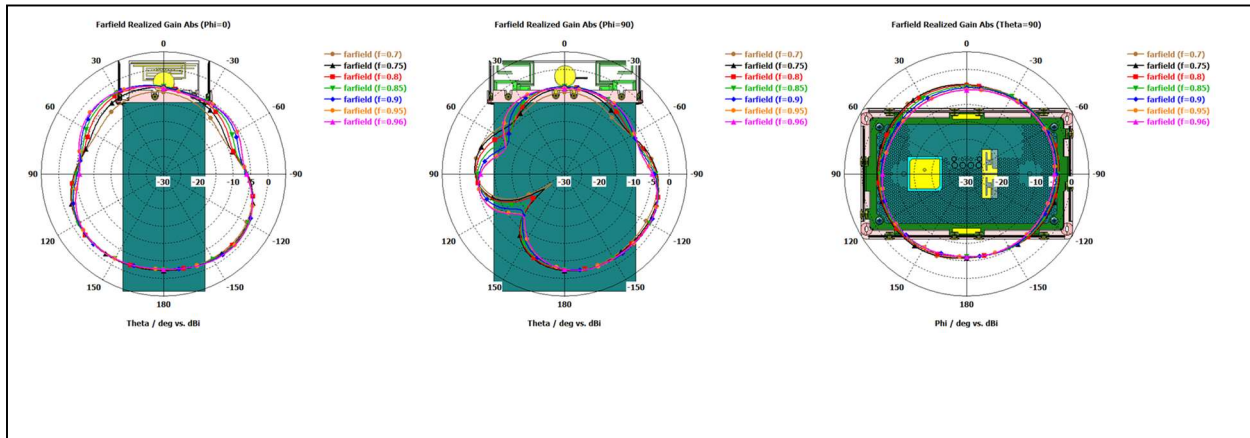 Farfield Realized Gain Abs (Phi=0)
0
30
-30
60
-60
90
-90
120
-120
150
-150
180
-30
-20
-10
-5
0
farfield (f=0.7)
farfield (f=0.75)
farfield (f=0.8)
farfield (f=0.85)
farfield (f=0.9)
farfield (f=0.95)
farfield (f=0.96)
Theta / deg vs. dBi
Farfield Realized Gain Abs (Phi=90)
0
30
-30
60
-60
90
-90
120
-120
150
-150
180
-30
-20
-10
-5
0
farfield (f=0.7)
farfield (f=0.75)
farfield (f=0.8)
farfield (f=0.85)
farfield (f=0.9)
farfield (f=0.95)
farfield (f=0.96)
Theta / deg vs. dBi
Farfield Realized Gain Abs (Theta=90)
0
30
-30
60
-60
90
-90
120
-120
150
-150
180
-30
-20
-10
-5
0
farfield (f=0.7)
farfield (f=0.75)
farfield (f=0.8)
farfield (f=0.85)
farfield (f=0.9)
farfield (f=0.95)
farfield (f=0.96)
Phi / deg vs. dBi